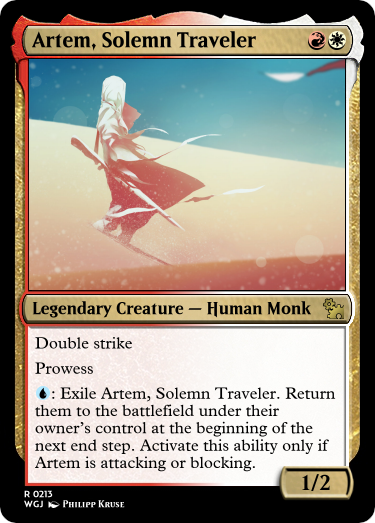 Artem, Solemn Traveler
Legendary Creature — Human Monk
Double strike
Prowess
: Exile Artem, Solemn Traveler. Return
them to the battlefield under their
owner's control at the beginning of the
next end step. Activate this ability only if
Artem is attacking or blocking.
1/2
R 0213
WGJ Philipp Kruse